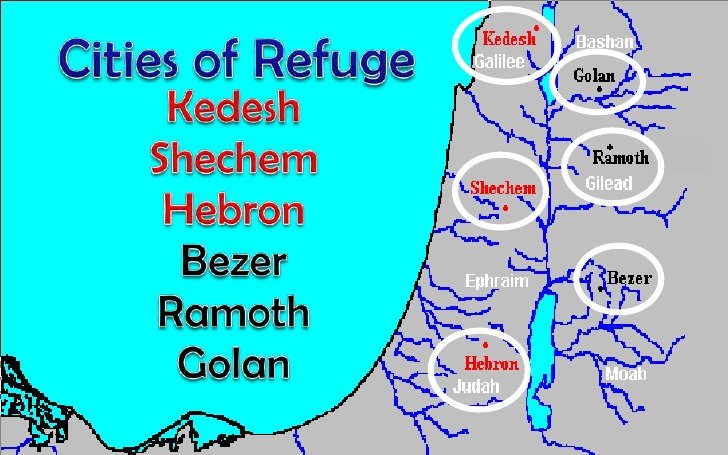 Cities of Refuge
Kedesh
Shechem
Hebron
Bezer
Ramoth
Golan
Kedesh
Galilee
Bashan
Golan
Ramoth
Gilead
Shechem
Ephraim
Bezer
Hebron
Judah
Moab